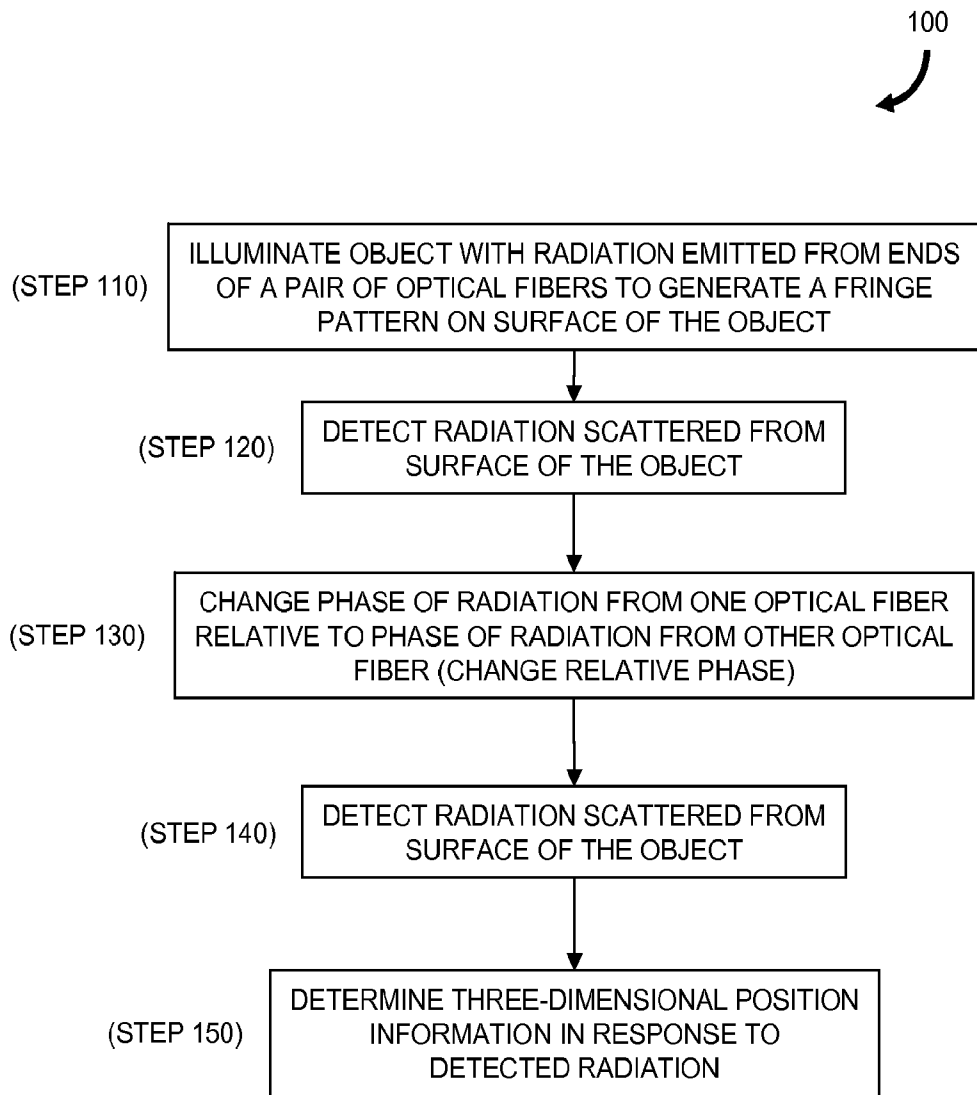 100
(STEP 110)
ILLUMINATE OBJECT WITH RADIATION EMITTED FROM ENDS
OF A PAIR OF OPTICAL FIBERS TO GENERATE A FRINGE
PATTERN ON SURFACE OF THE OBJECT
(STEP 120)
DETECT RADIATION SCATTERED FROM
SURFACE OF THE OBJECT
(STEP 130)
CHANGE PHASE OF RADIATION FROM ONE OPTICAL FIBER
RELATIVE TO PHASE OF RADIATION FROM OTHER OPTICAL
FIBER (CHANGE RELATIVE PHASE)
(STEP 140)
DETECT RADIATION SCATTERED FROM
SURFACE OF THE OBJECT
(STEP 150)
DETERMINE THREE-DIMENSIONAL POSITION
INFORMATION IN RESPONSE TO
DETECTED RADIATION